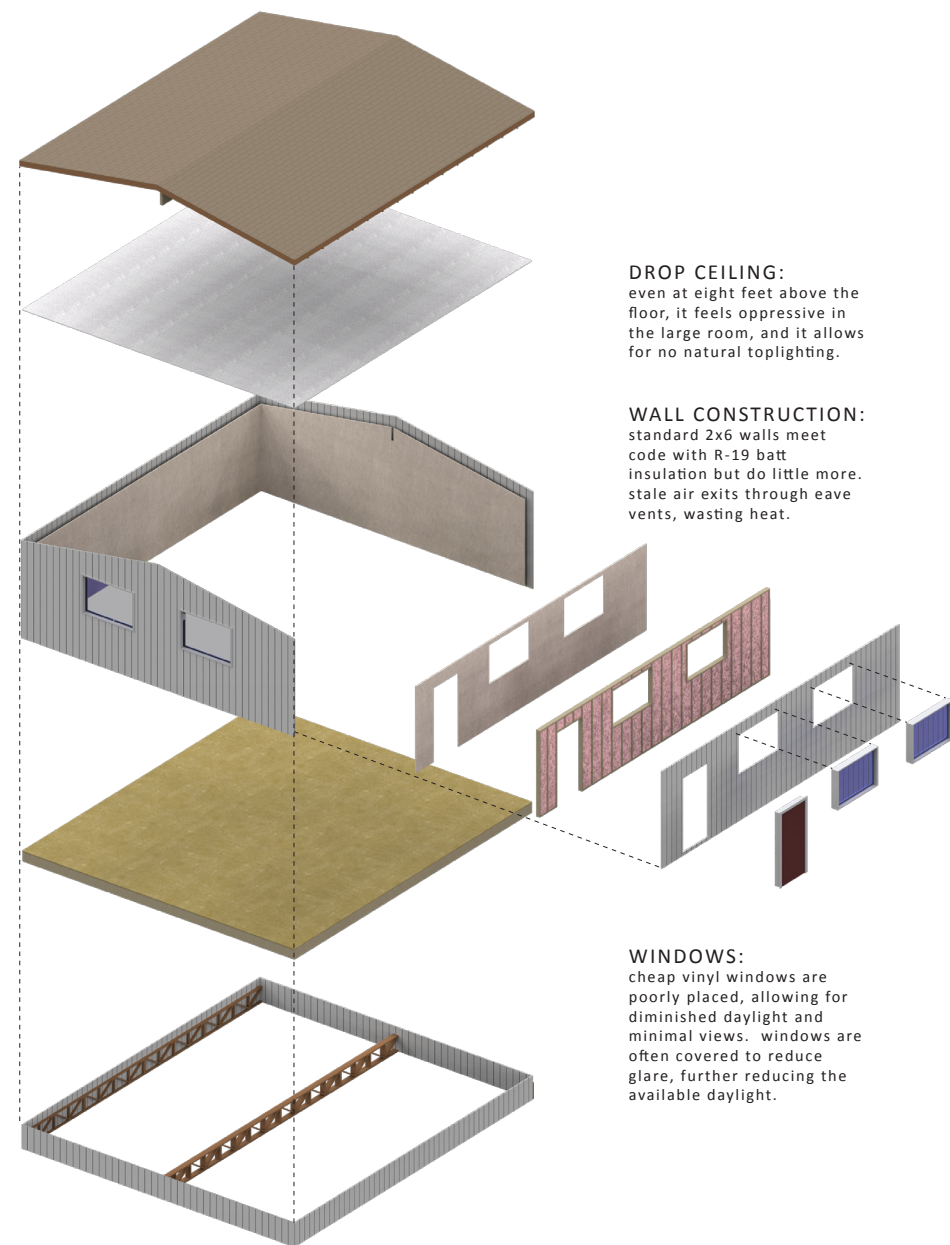 DROP CEILING:
even at eight feet above the
floor, it feels oppressive in
the large room, and it allows
for no natural toplighting.
WALL CONSTRUCTION:
standard 2x6 walls meet
code with R-19 batt
insulation but do little more.
stale air exits through eave
vents, wasting heat.
WINDOWS:
cheap vinyl windows are
poorly placed, allowing for
diminished daylight and
minimal views.  windows are
often covered to reduce
glare, further reducing the
available daylight.